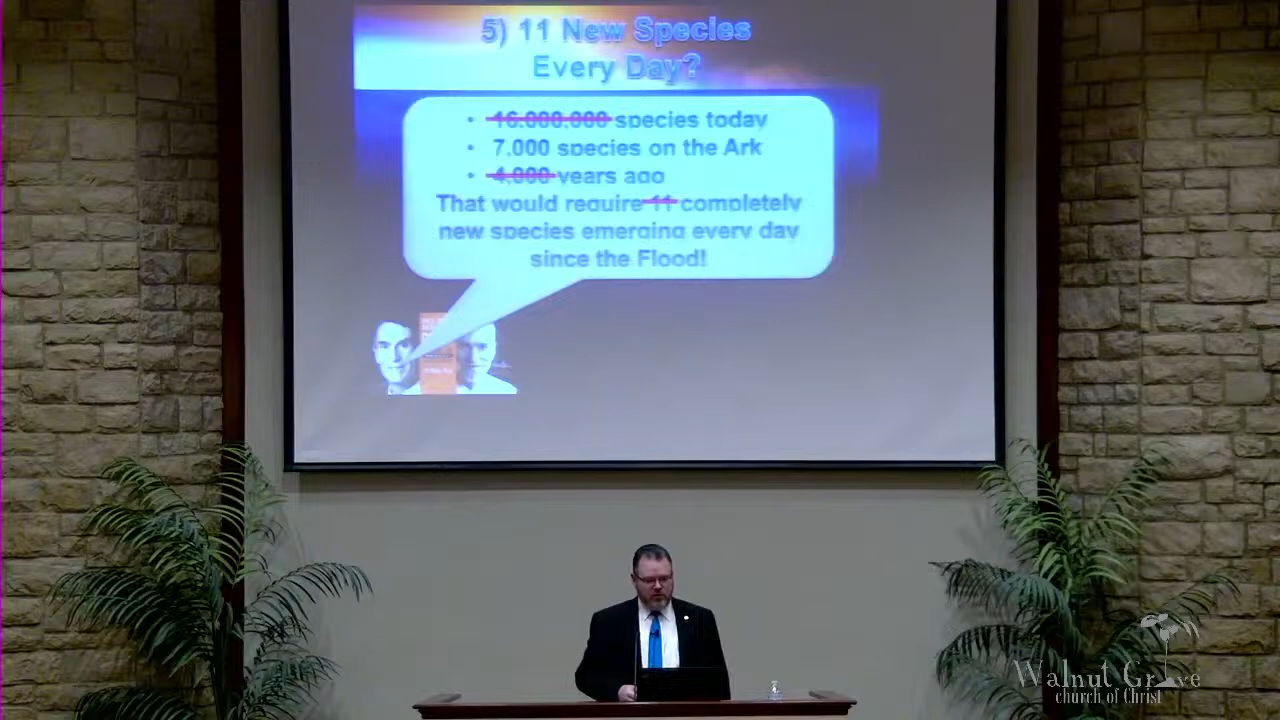 5) 11 New Species
Every Day?
• 16,000,000 species today
• 7,000 species on the Ark
• 4,000 years ago
That would require 11 completely
new species emerging every day
since the Flood!
Walnut Grove
church of Christ